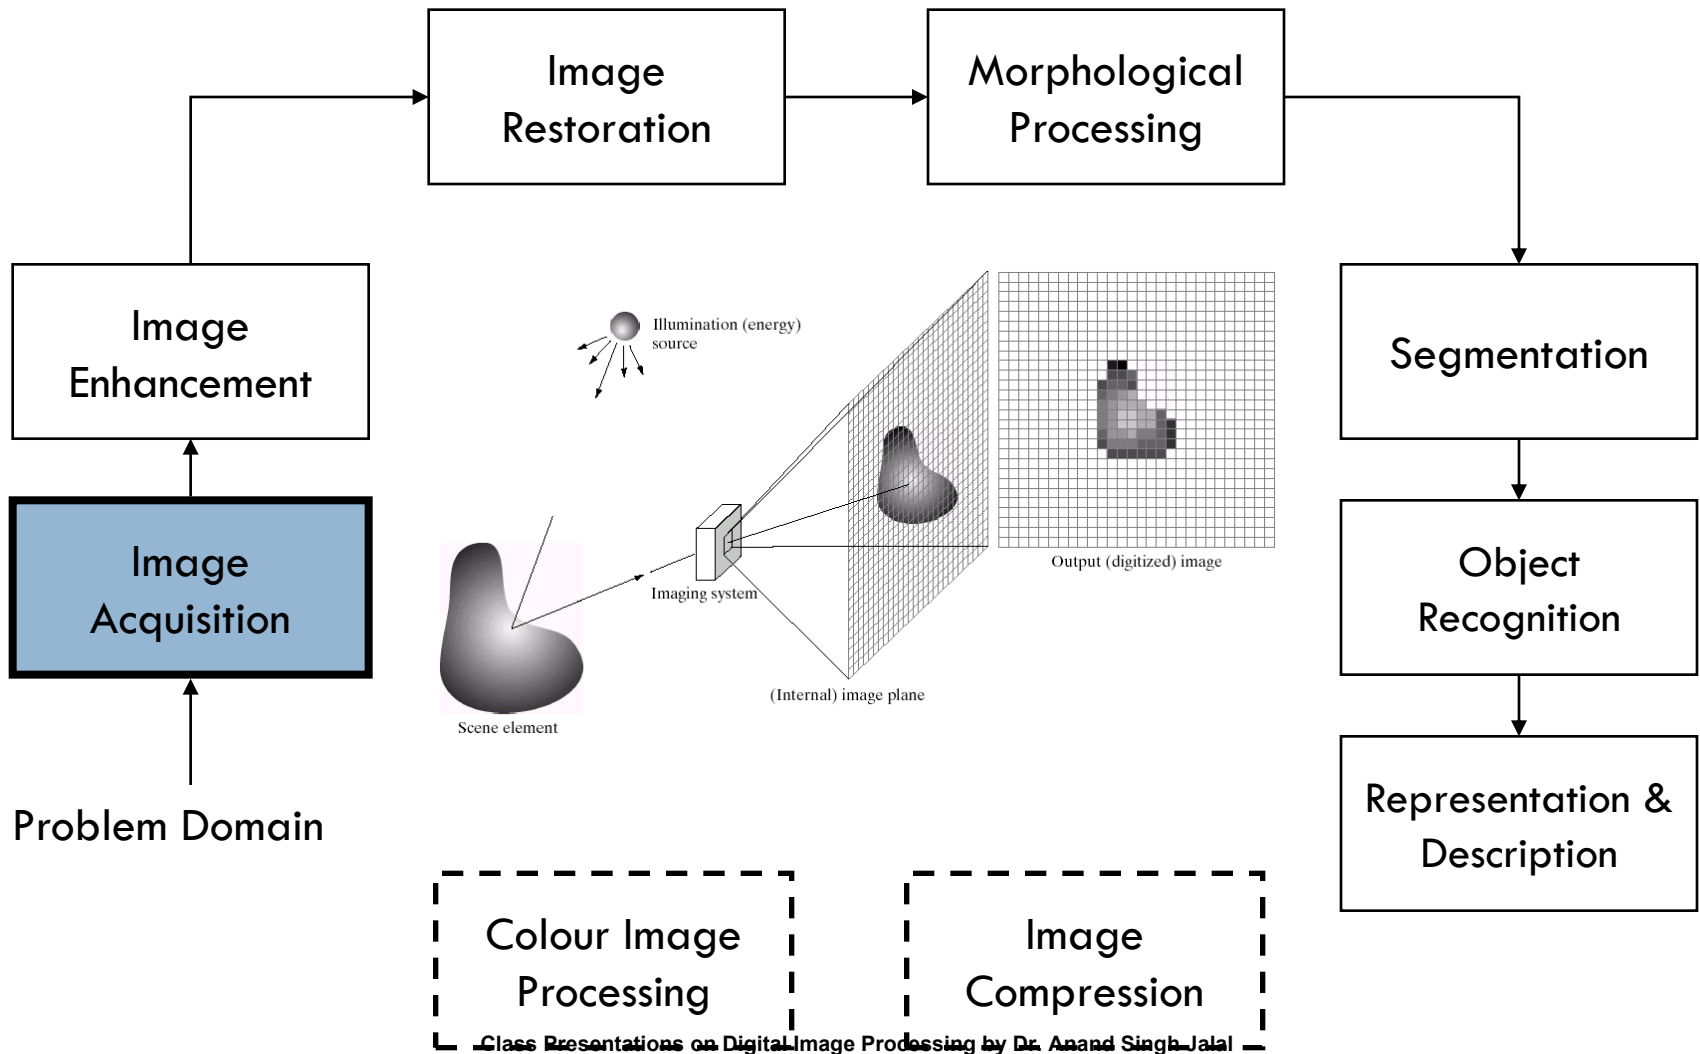 Image
Restoration
Morphological
Processing
Image
Enhancement
Illumination (energy)
source
Segmentation
Image
Acquisition
Imaging system
Output (digitized) image
Object
Recognition
(Internal) image plane
Scene element
Problem Domain
Representation &
Description
Colour Image
Processing
Image
Compression
Class Presentations on Digital Image Processing by Dr. Anand Singh Jalal